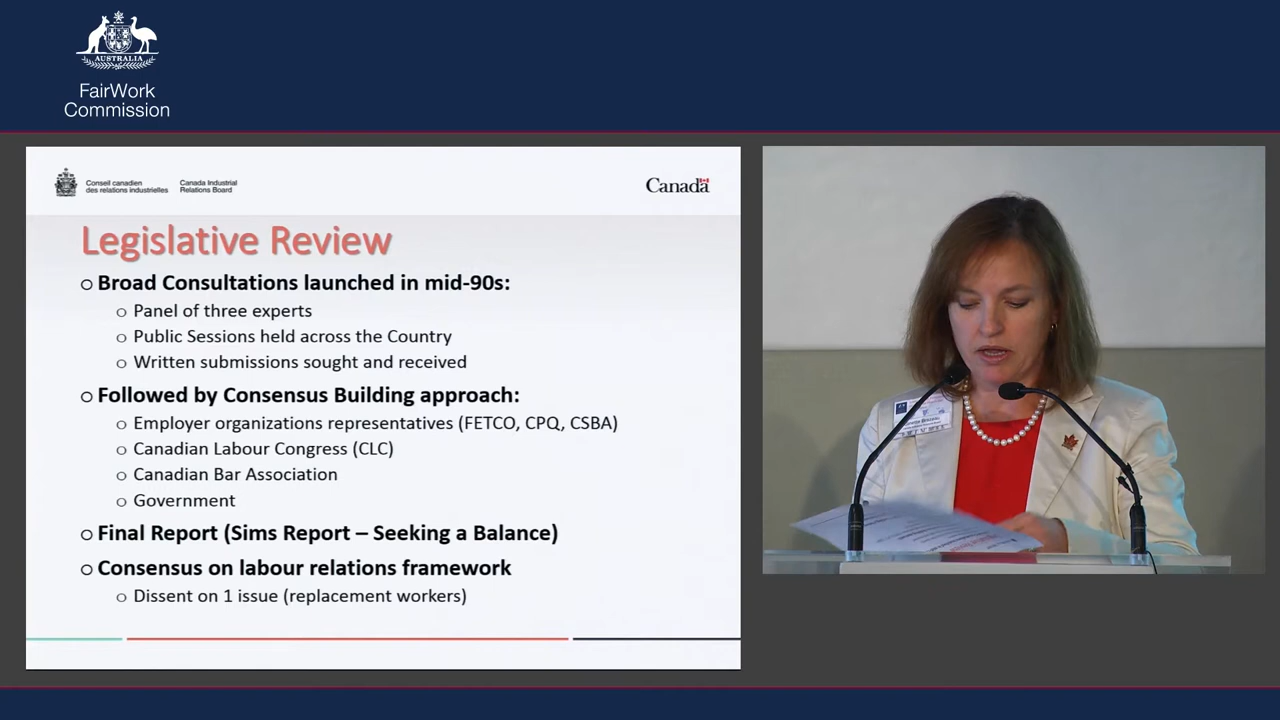 AUSTRALIA
FairWork
Commission
Conseil canadien
des relations industrielles
Canada Industrial
Relations Board
Canada
Legislative Review
Broad Consultations launched in mid-90s:
Panel of three experts
Public Sessions held across the Country
Written submissions sought and received
Followed by Consensus Building approach:
Employer organizations representatives (FETCO, CPQ, CSBA)
Canadian Labour Congress (CLC)
Canadian Bar Association
Government
Final Report (Sims Report – Seeking a Balance)
Consensus on labour relations framework
Dissent on 1 issue (replacement workers)